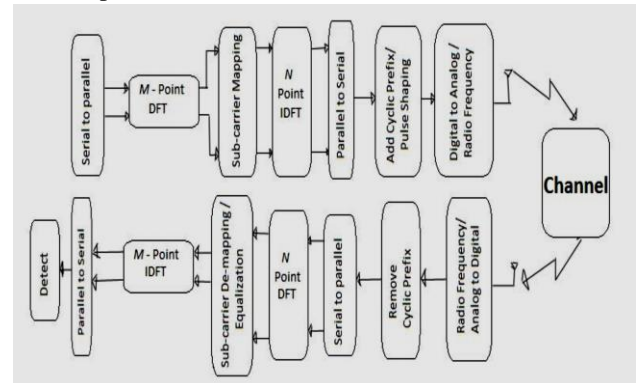 Serial to parallel
M - Point
DFT
Sub-carrier Mapping
N
Point
IDFT
Parallel to Serial
Add Cyclic Prefix/
Pulse Shaping
Digital to Analog /
Radio Frequency
Channel
Detect
Parallel to Serial
M - Point
IDFT
Sub-carrier De-mapping /
Equalization
N
Point
DFT
Serial to parallel
Remove
Cyclic Prefix
Radio Frequency/
Analog to Digital